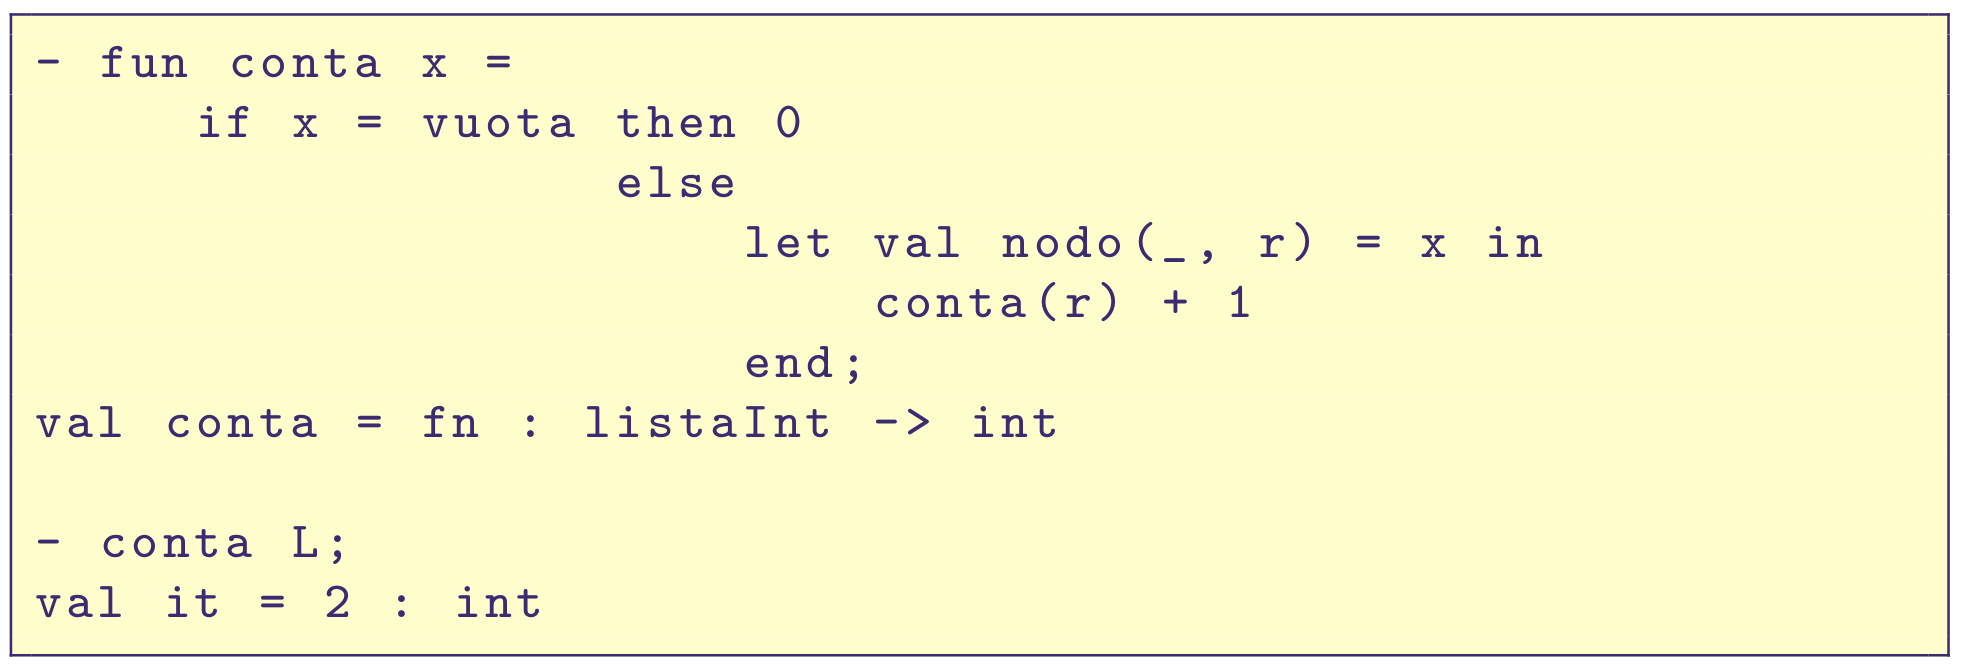 - fun conta x =
if x = vuota then 0
else
let val nodo(_, r) = x in
conta(r) + 1
end;
val conta = fn : listaInt -> int
- conta L;
val it = 2 : int